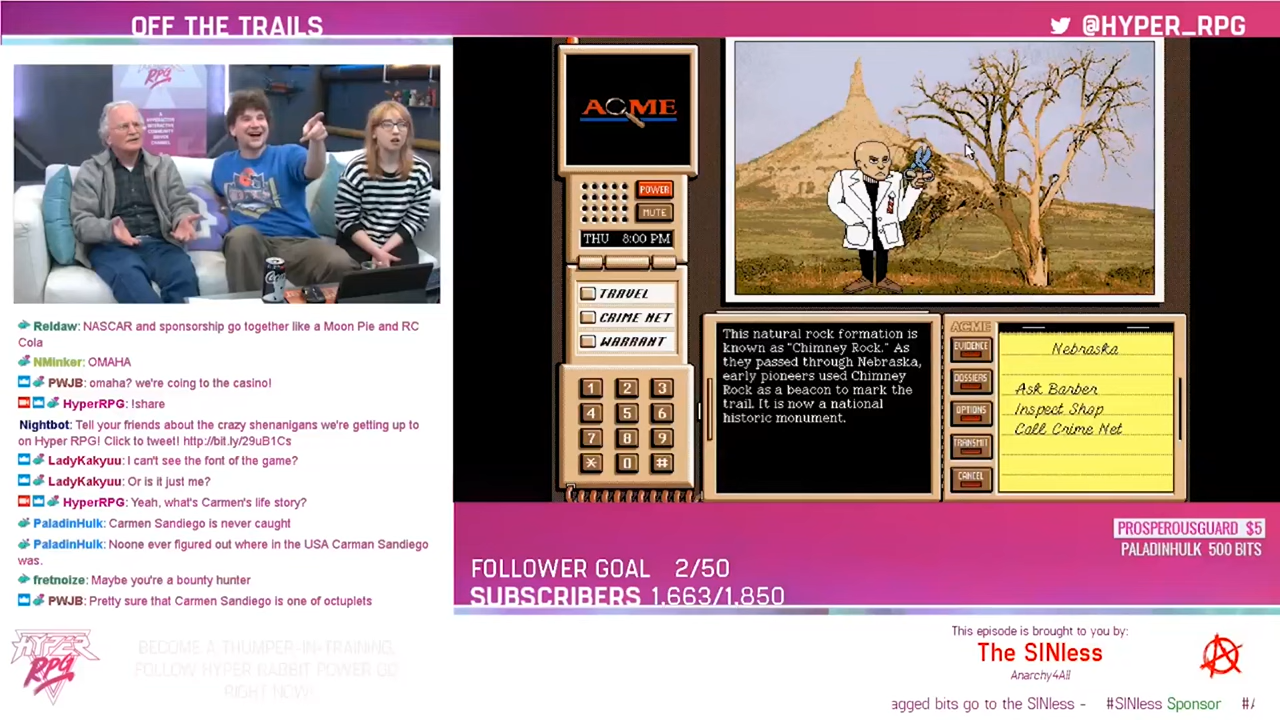 OFF THE TRAILS
@HYPER_RPG
HYPER RPG
Reldaw: NASCAR and sponsorship go together like a Moon Pie and RC
Cola
NMinker: OMAHA
PWJB: omaha? we're coming to the casino!
HyperRPG: !share
Nightbot: Tell your friends about the crazy shenanigans we're getting up to
on Hyper RPG! Click to tweet! http://bit.ly/29uB1Cs
LadyKakyuu: I can't see the font of the game?
LadyKakyuu: Or is it just me?
HyperRPG: Yeah, what's Carmen's life story?
PaladinHulk: Carmen Sandiego is never caught
PaladinHulk: Noone ever figured out where in the USA Carman Sandiego
was.
fretnoize: Maybe you're a bounty hunter
PWJB: Pretty sure that Carmen Sandiego is one of octuplets
ACME
POWER
MUTE
THU 8:00 PM
TRAVEL
CRIME NET
WARRANT
1 2 3
4 5 6
7 8 9
* 0 #
This natural rock formation is
known as "Chimney Rock." As
they passed through Nebraska,
early pioneers used Chimney
Rock as a beacon to mark the
trail. It is now a national
historic monument.
ACME
EVIDENCE
DOSSIERS
OPTIONS
TRANSMIT
CANCEL
Nebraska
Ask Barber
Inspect Shop
Call Crime Net
PROSPEROUSGUARD $5
PALADINHULK 500 BITS
FOLLOWER GOAL 2/50
SUBSCRIBERS 1,663/1,850
HYPER
RPG
BECOME A THUMPER-IN-TRAINING,
FOLLOW HYPER RABBIT POWER GO
RIGHT NOW!
This episode is brought to you by:
The SINless
Anarchy4All
agged bits go to the SINless - #SINless Sponsor #A